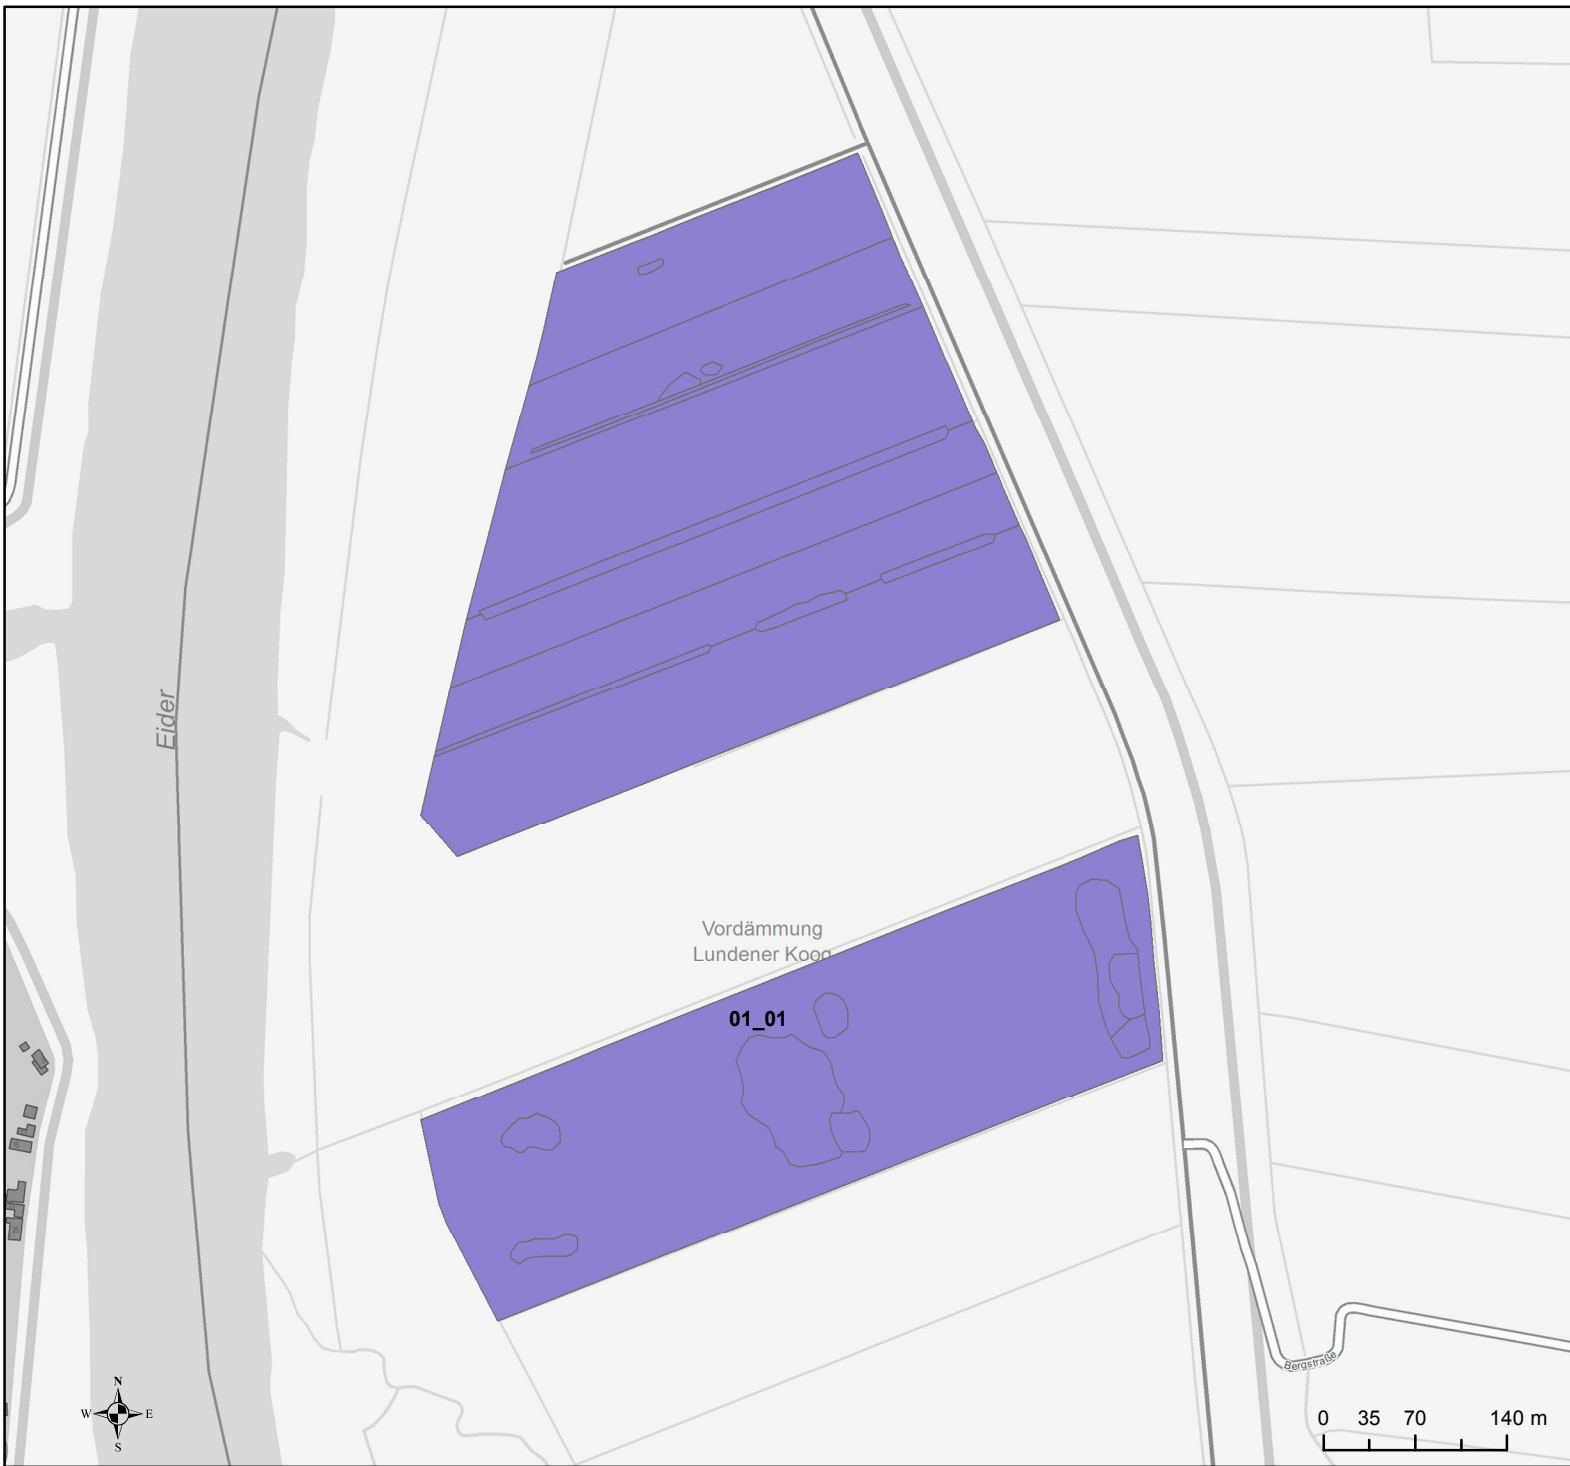 Eider
Vordämmung
Lundener Koog
01_01
Bergstraße
N
W E
S
0 35 70 140 m